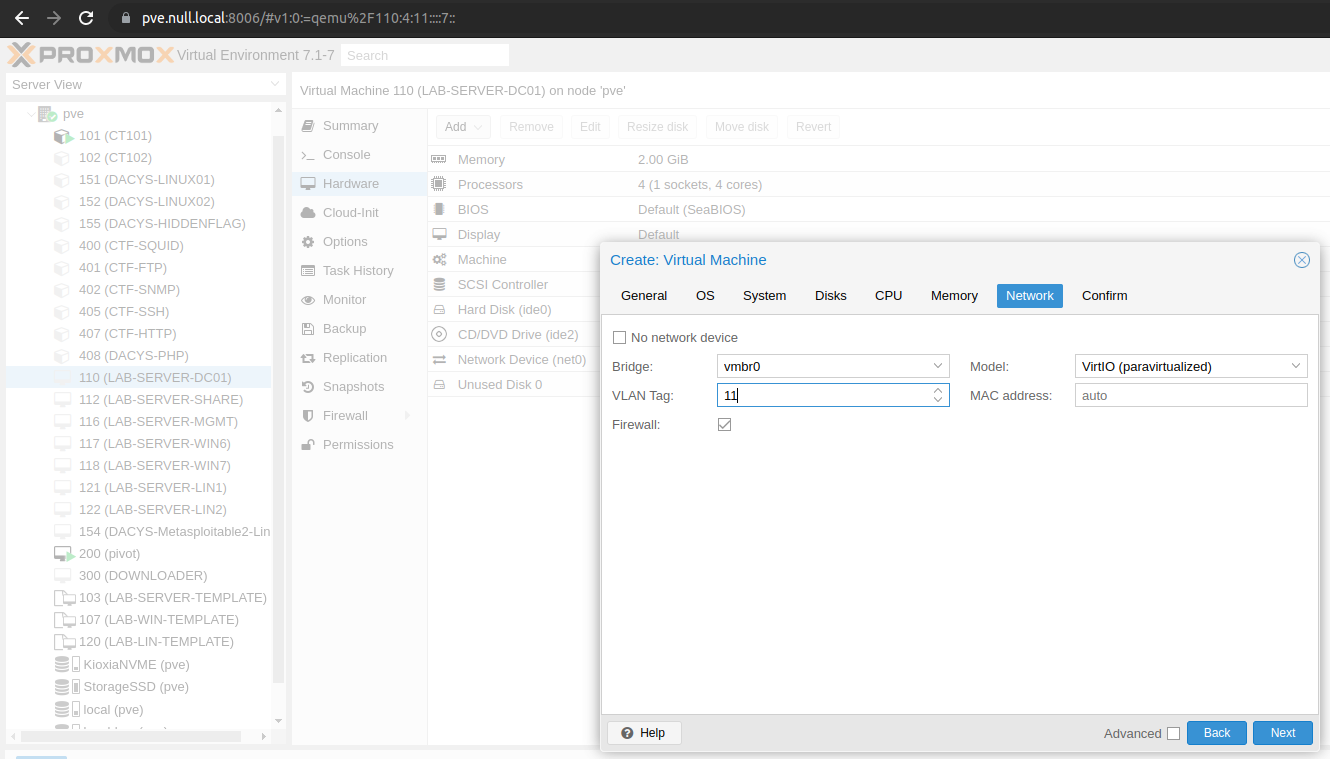 pve.null.local:8006/#v1:0:=qemu%2F110:4:11::::7::
PROXMOX Virtual Environment 7.1-7 Search
Server View
Virtual Machine 110 (LAB-SERVER-DC01) on node 'pve'
pve
101 (CT101)
102 (CT102)
151 (DACYS-LINUX01)
152 (DACYS-LINUX02)
155 (DACYS-HIDDENFLAG)
400 (CTF-SQUID)
401 (CTF-FTP)
402 (CTF-SNMP)
405 (CTF-SSH)
407 (CTF-HTTP)
408 (DACYS-PHP)
110 (LAB-SERVER-DC01)
112 (LAB-SERVER-SHARE)
116 (LAB-SERVER-MGMT)
117 (LAB-SERVER-WIN6)
118 (LAB-SERVER-WIN7)
121 (LAB-SERVER-LIN1)
122 (LAB-SERVER-LIN2)
154 (DACYS-Metasploitable2-Lin
200 (pivot)
300 (DOWNLOADER)
103 (LAB-SERVER-TEMPLATE)
107 (LAB-WIN-TEMPLATE)
120 (LAB-LIN-TEMPLATE)
KioxiaNVME (pve)
StorageSSD (pve)
local (pve)
Summary
Console
Hardware
Cloud-Init
Options
Task History
Monitor
Backup
Replication
Snapshots
Firewall
Permissions
Add Remove Edit Resize disk Move disk Revert
Memory 2.00 GiB
Processors 4 (1 sockets, 4 cores)
BIOS Default (SeaBIOS)
Display Default
Machine
SCSI Controller
Hard Disk (ide0)
CD/DVD Drive (ide2)
Network Device (net0)
Unused Disk 0
Create: Virtual Machine
General OS System Disks CPU Memory Network Confirm
No network device
Bridge: vmbr0 Model: VirtIO (paravirtualized)
VLAN Tag: 11 MAC address: auto
Firewall:
Help Advanced Back Next